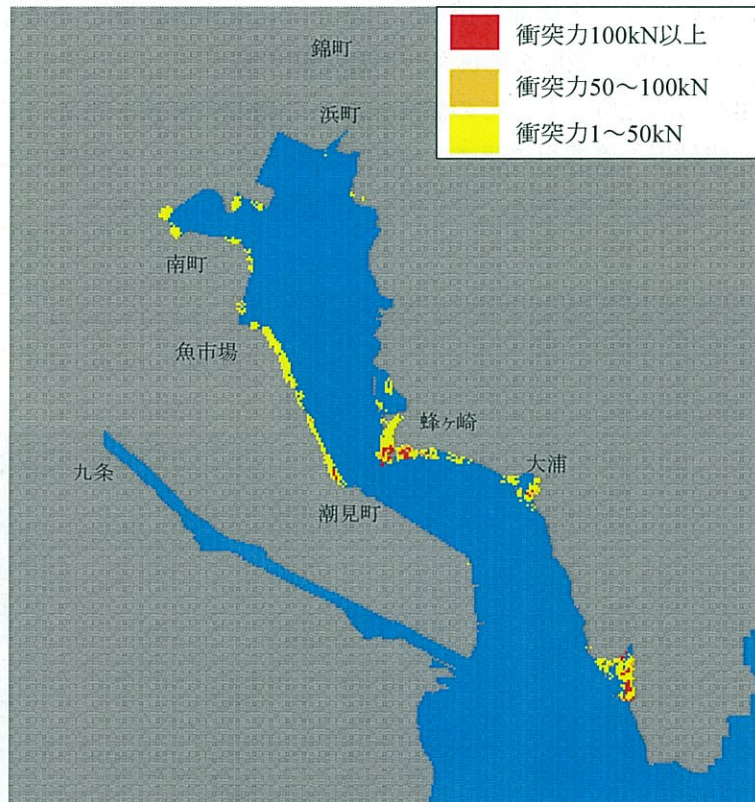 錦町
浜町
衝突力100kN以上
衝突力50～100kN
衝突力1～50kN
南町
魚市場
蜂ヶ崎
大浦
九条
潮見町